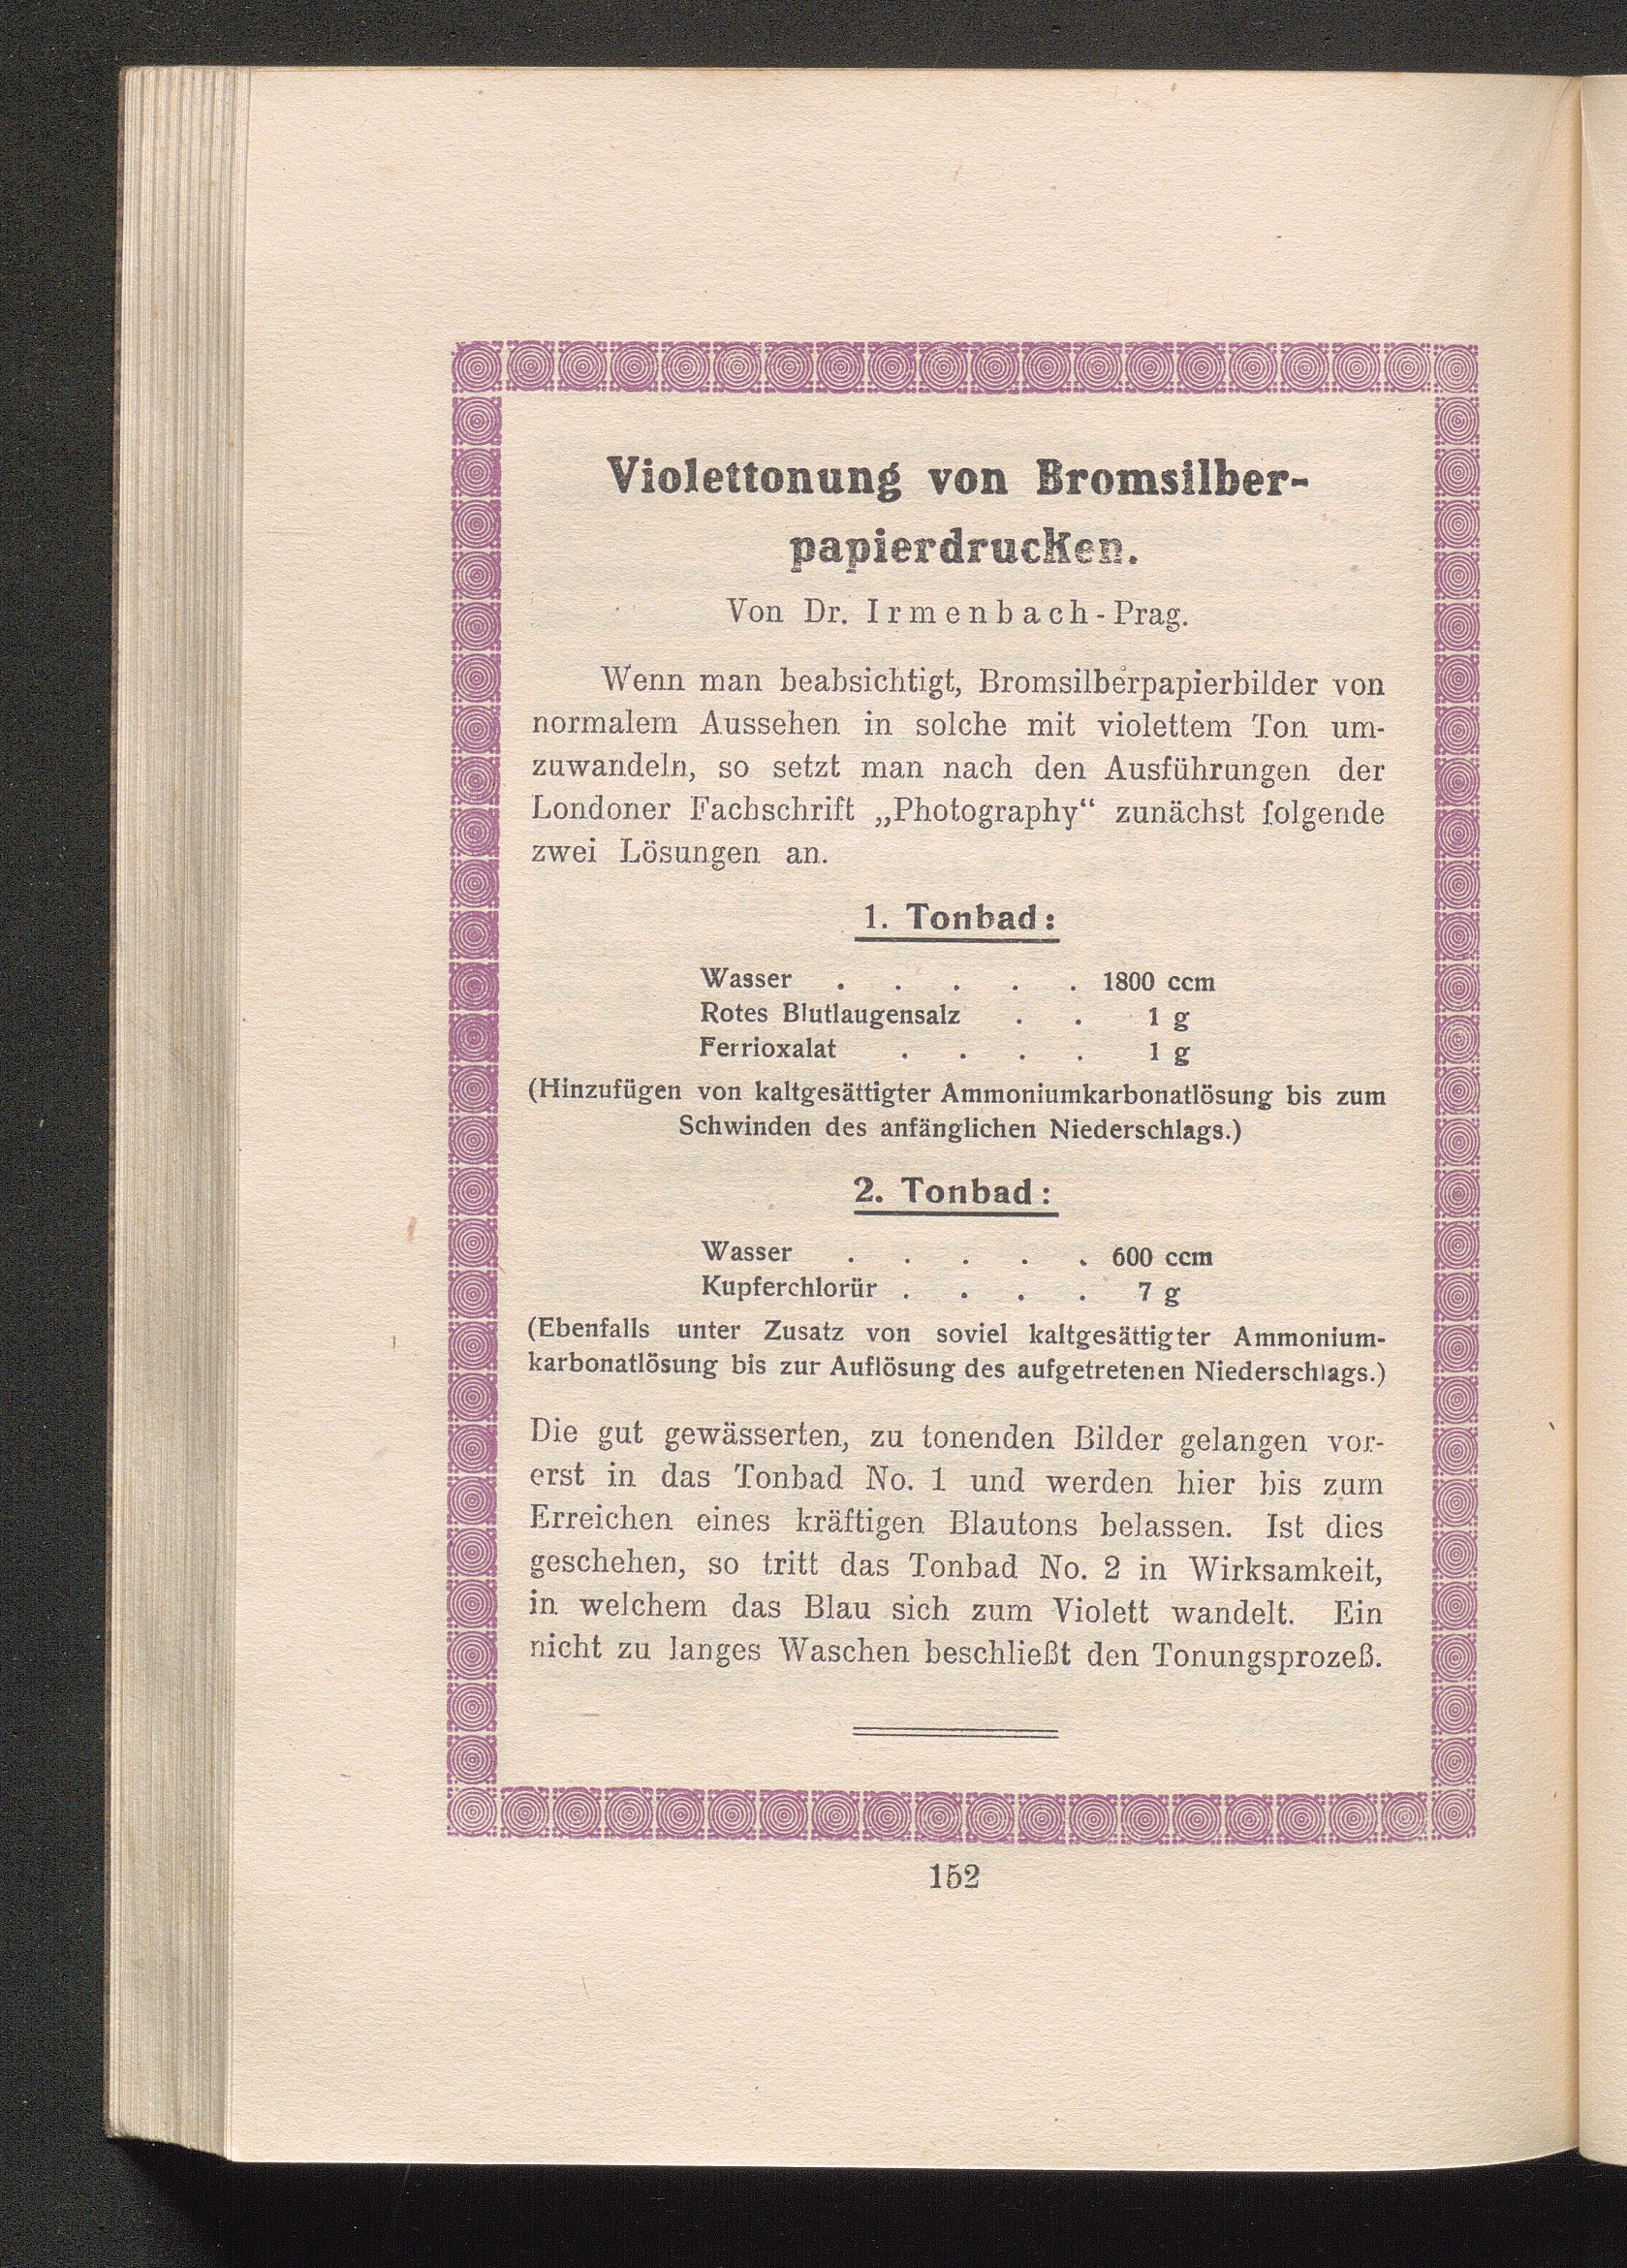 Violettonung von Bromsilber-
papierdrucken.
Von Dr. Irmenbach-Prag.
Wenn man beabsichtigt, Bromsilberpapierbilder von
normalem Aussehen in solche mit violettem Ton um-
zuwandeln, so setzt man nach den Ausführungen der
Londoner Fachschrift „Photography“ zunächst folgende
zwei Lösungen an.
1. Tonbad:
Wasser . . . . . 1800 ccm
Rotes Blutlaugensalz . . 1 g
Ferrioxalat . . . . 1 g
(Hinzufügen von kaltgesättigter Ammoniumkarbonatlösung bis zum
Schwinden des anfänglichen Niederschlags.)
2. Tonbad:
Wasser . . . . . 600 ccm
Kupferchlorür . . . . 7 g
(Ebenfalls unter Zusatz von soviel kaltgesättigter Ammonium-
karbonatlösung bis zur Auflösung des aufgetretenen Niederschlags.)
Die gut gewässerten, zu tonenden Bilder gelangen vor-
erst in das Tonbad No. 1 und werden hier bis zum
Erreichen eines kräftigen Blautons belassen. Ist dies
geschehen, so tritt das Tonbad No. 2 in Wirksamkeit,
in welchem das Blau sich zum Violett wandelt. Ein
nicht zu langes Waschen beschließt den Tonungsprozeß.
152